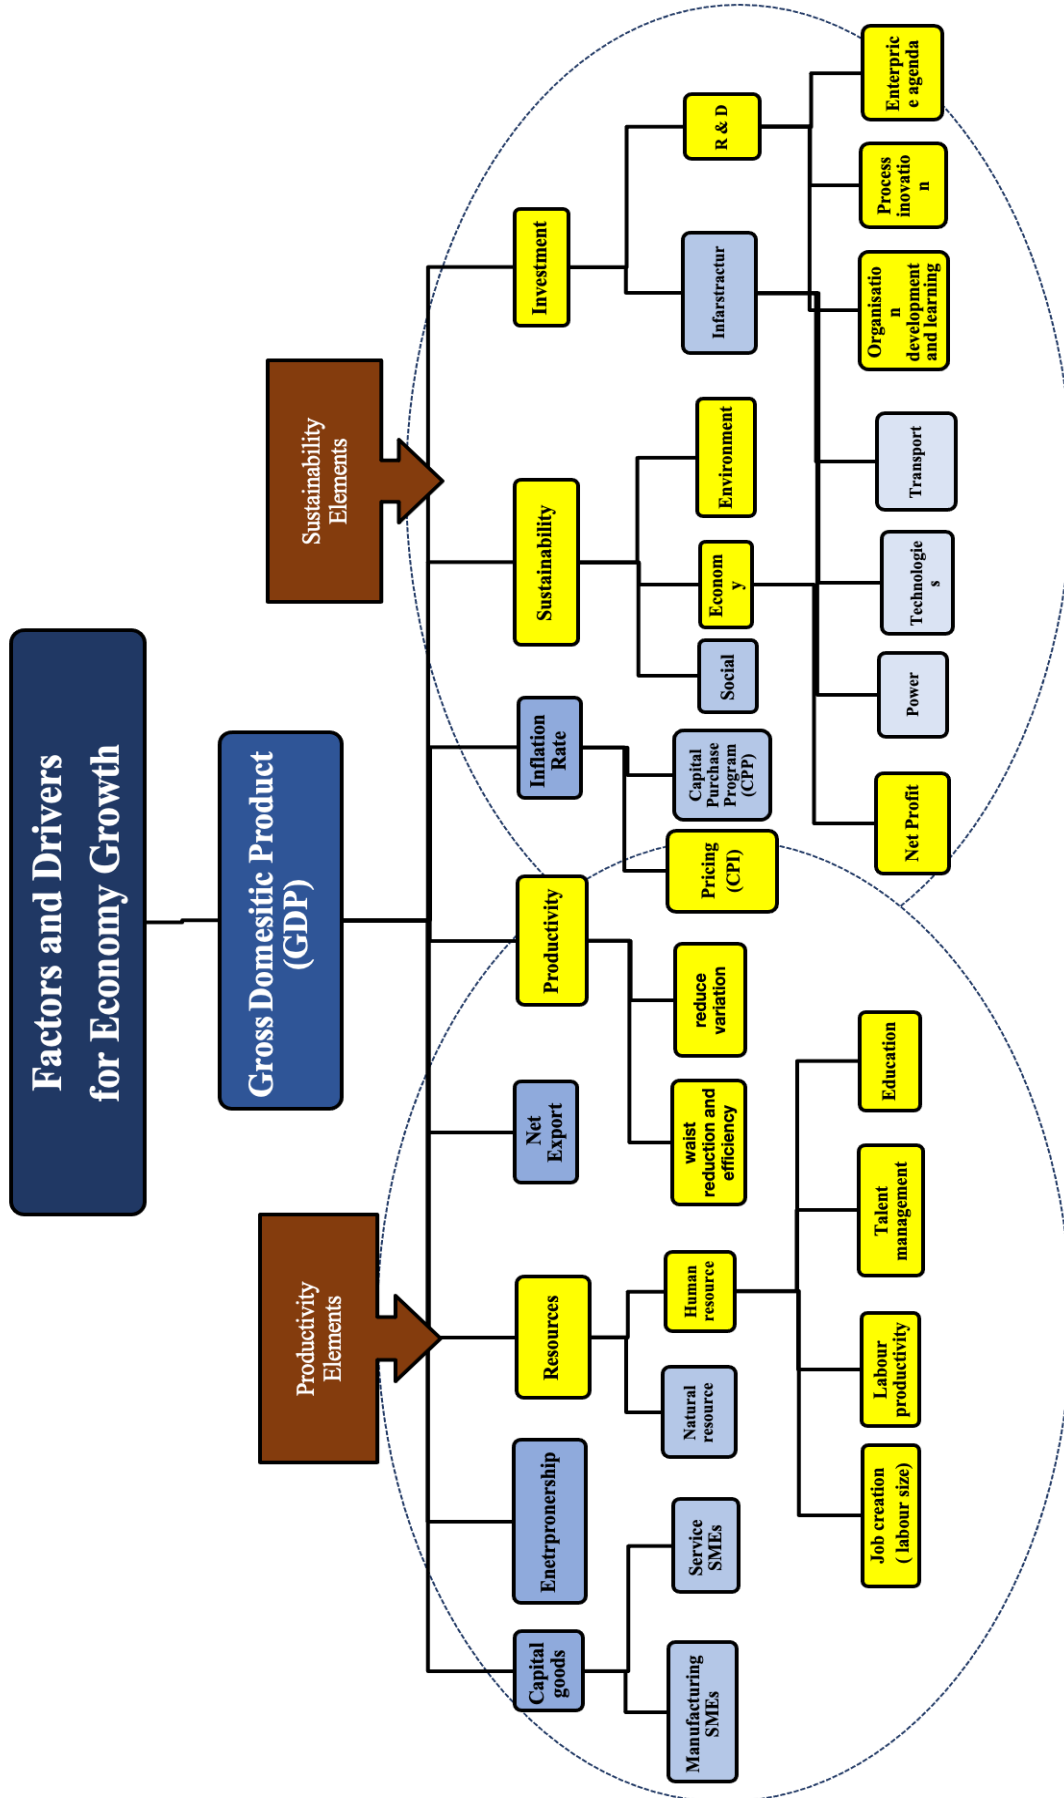 Factors and Drivers
for Economy Growth
Gross Domesitic Product
(GDP)
Productivity
Elements
Sustainability
Elements
Capital
goods
Enetrpronership
Resources
Net
Export
Productivity
Inflation
Rate
Sustainability
Investment
Manufacturing
SMEs
Service
SMEs
Natural
resource
Human
resource
waist
reduction and
efficiency
reduce
variation
Pricing
(CPI)
Capital
Purchase
Program
(CPP)
Social
Econom
y
Environment
Infarstractur
R & D
Job creation
( labour size)
Labour
productivity
Talent
management
Education
Net Profit
Power
Technologie
s
Transport
Organisatio
n
development
and learning
Process
inovatio
n
Enterpric
e agenda